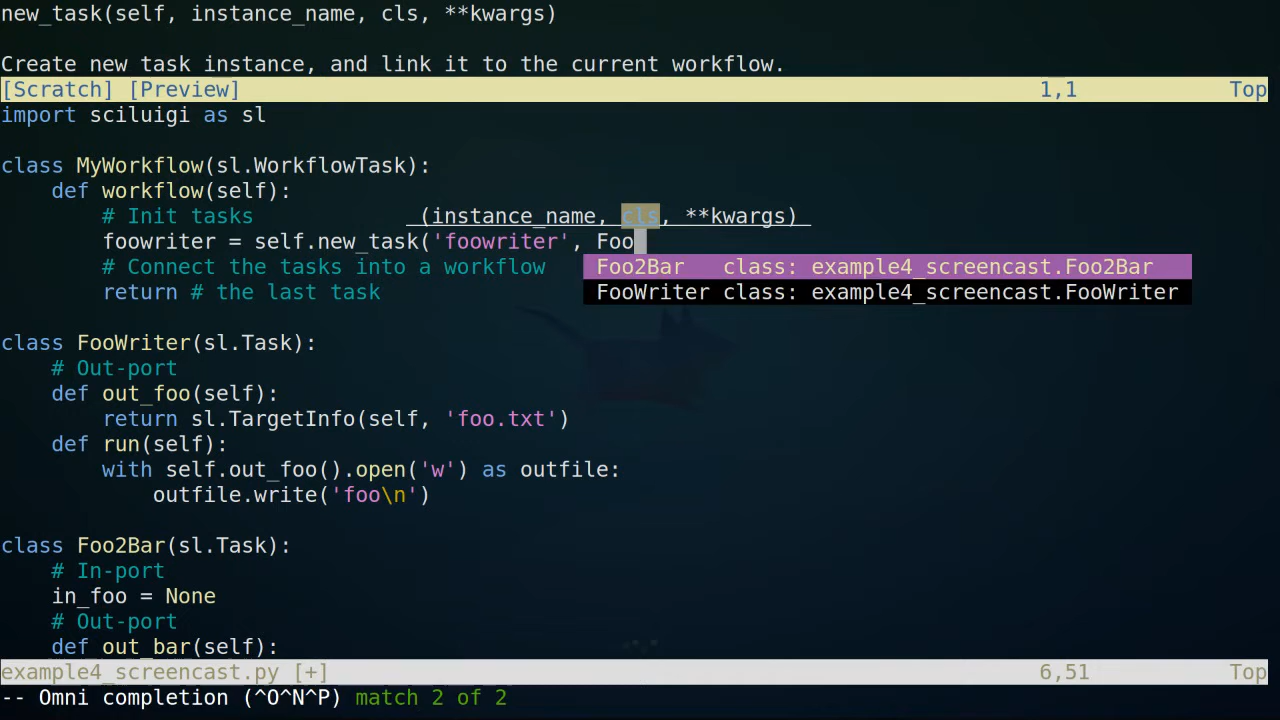 new_task(self, instance_name, cls, **kwargs)
Create new task instance, and link it to the current workflow.
[Scratch] [Preview] 1,1 Top
import sciluigi as sl
class MyWorkflow(sl.WorkflowTask):
def workflow(self):
# Init tasks (instance_name, cls, **kwargs)
foowriter = self.new_task('foowriter', Foo
# Connect the tasks into a workflow Foo2Bar class: example4_screencast.Foo2Bar
return # the last task FooWriter class: example4_screencast.FooWriter
class FooWriter(sl.Task):
# Out-port
def out_foo(self):
return sl.TargetInfo(self, 'foo.txt')
def run(self):
with self.out_foo().open('w') as outfile:
outfile.write('foo\n')
class Foo2Bar(sl.Task):
# In-port
in_foo = None
# Out-port
def out_bar(self):
example4_screencast.py [+] 6,51 Top
-- Omni completion (^O^N^P) match 2 of 2